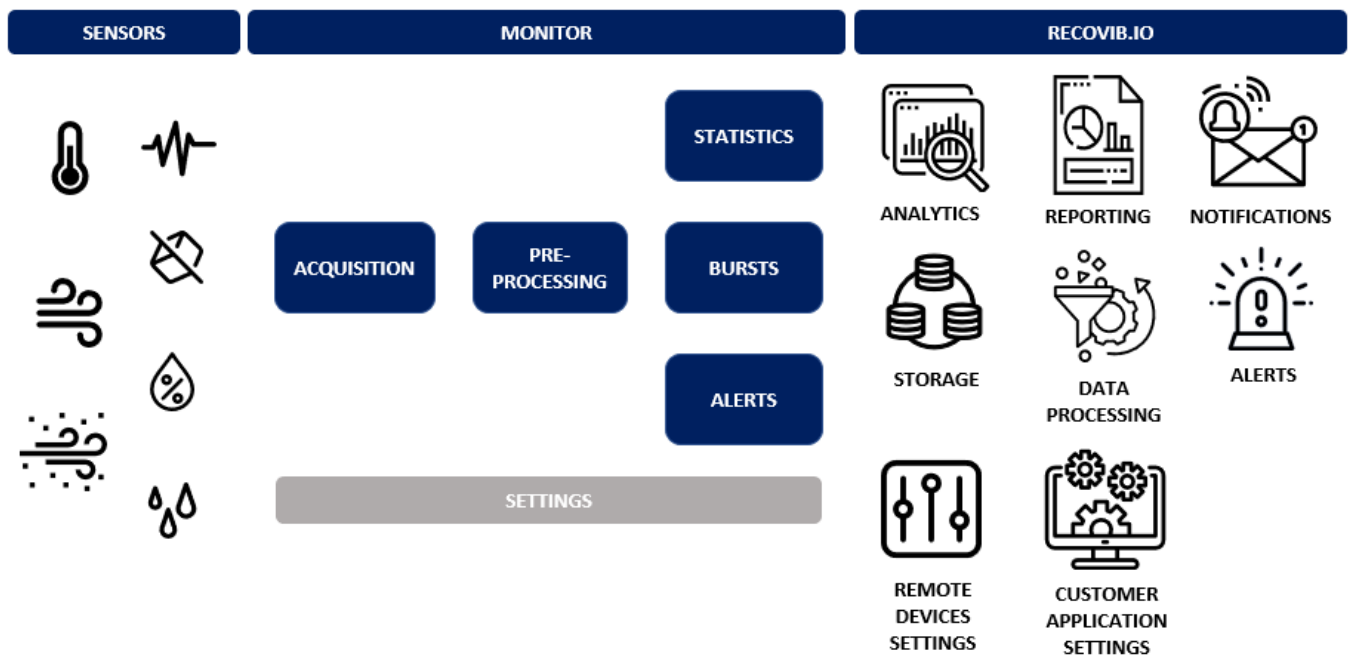 SENSORS
MONITOR
RECOVIB.IO
STATISTICS
ACQUISITION
PRE-
PROCESSING
BURSTS
ALERTS
SETTINGS
%
ANALYTICS
REPORTING
1
NOTIFICATIONS
STORAGE
DATA
PROCESSING
!
ALERTS
REMOTE
DEVICES
SETTINGS
CUSTOMER
APPLICATION
SETTINGS